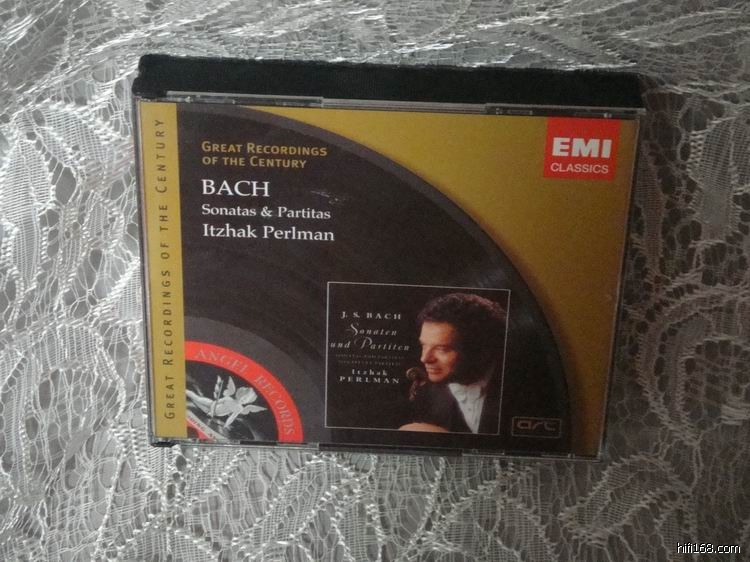 GREAT RECORDINGS OF THE CENTURY
GREAT RECORDINGS
OF THE CENTURY
BACH
Sonatas & Partitas
Itzhak Perlman
EMI
CLASSICS
J. S. BACH
Sonaten
und Partiten
Itzhak
PERLMAN
ANGEL RECORDS
art
hifi168.com